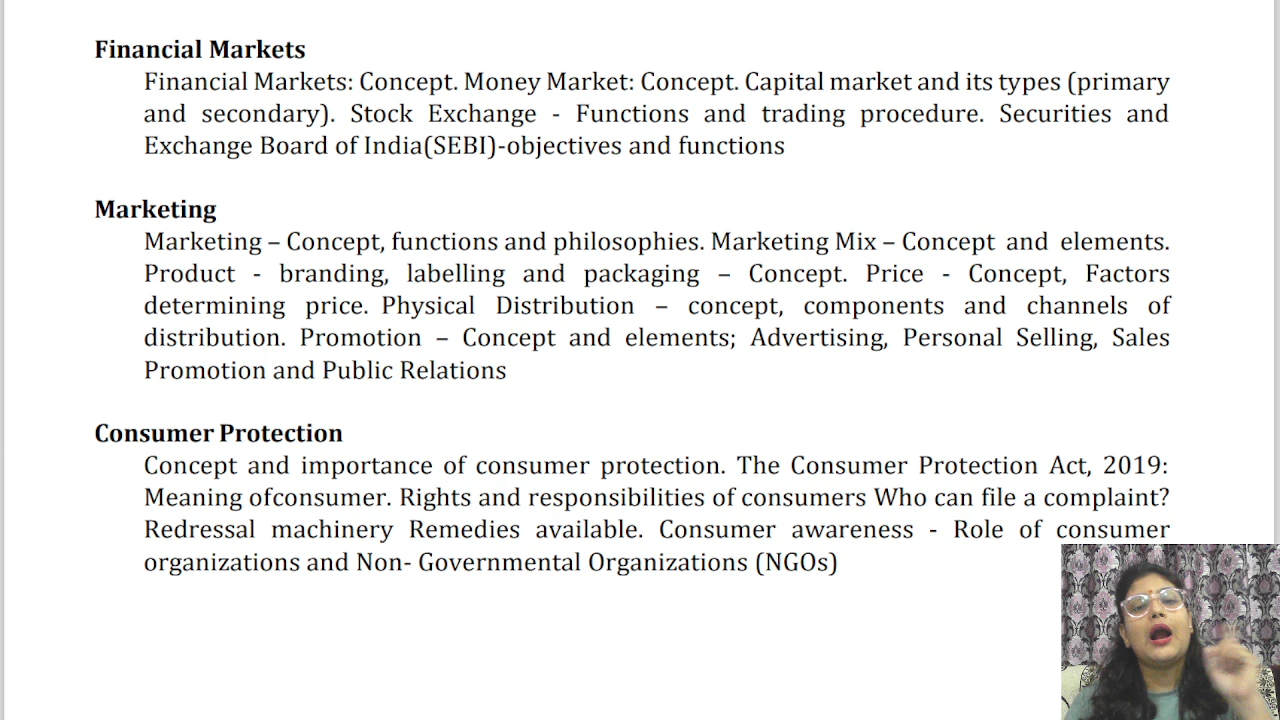 Financial Markets
Financial Markets: Concept. Money Market: Concept. Capital market and its types (primary
and secondary). Stock Exchange - Functions and trading procedure. Securities and
Exchange Board of India(SEBI)-objectives and functions
Marketing
Marketing – Concept, functions and philosophies. Marketing Mix – Concept and elements.
Product - branding, labelling and packaging – Concept. Price - Concept, Factors
determining price. Physical Distribution – concept, components and channels of
distribution. Promotion – Concept and elements; Advertising, Personal Selling, Sales
Promotion and Public Relations
Consumer Protection
Concept and importance of consumer protection. The Consumer Protection Act, 2019:
Meaning ofconsumer. Rights and responsibilities of consumers Who can file a complaint?
Redressal machinery Remedies available. Consumer awareness - Role of consumer
organizations and Non- Governmental Organizations (NGOs)